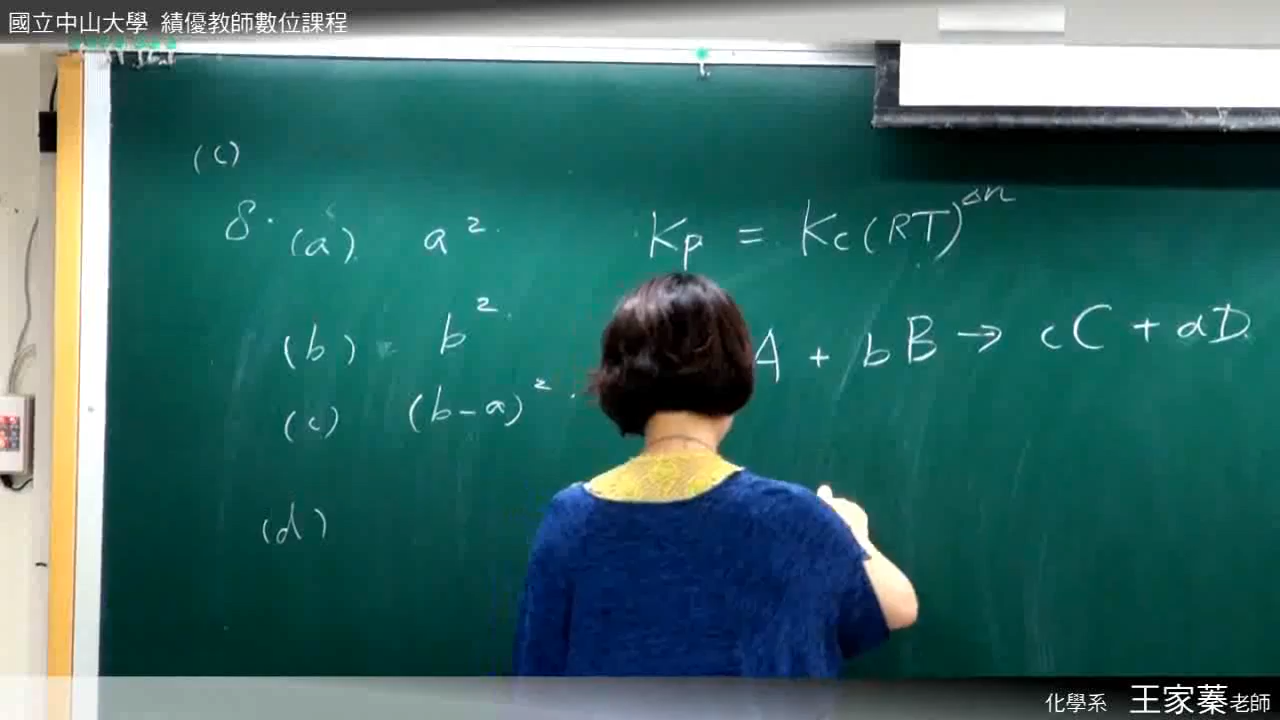 國立中山大學 績優教師數位課程
(c)
8. (a) a².
Kp = Kc(RT)^Δn
(b) b².
A + bB → cC + dD
(c) (b-a)².
(d)
化學系 王家蓁老師